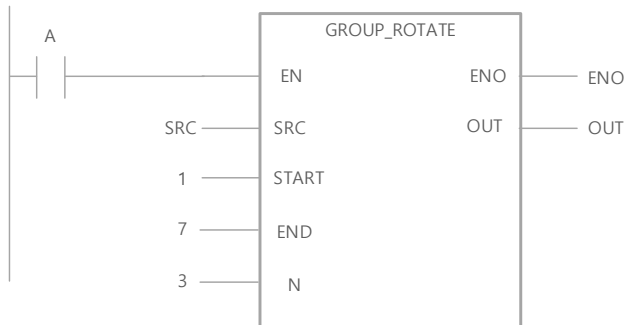 A
GROUP_ROTATE
EN ENO ENO
SRC SRC OUT OUT
1 START
7 END
3 N